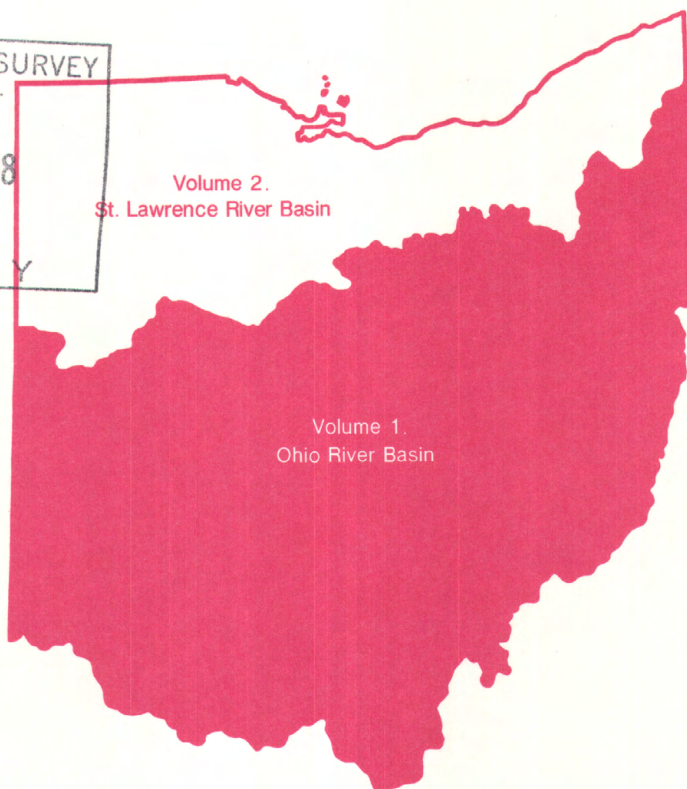 SURVEY
8
Y
Volume 2.
St. Lawrence River Basin
Volume 1.
Ohio River Basin